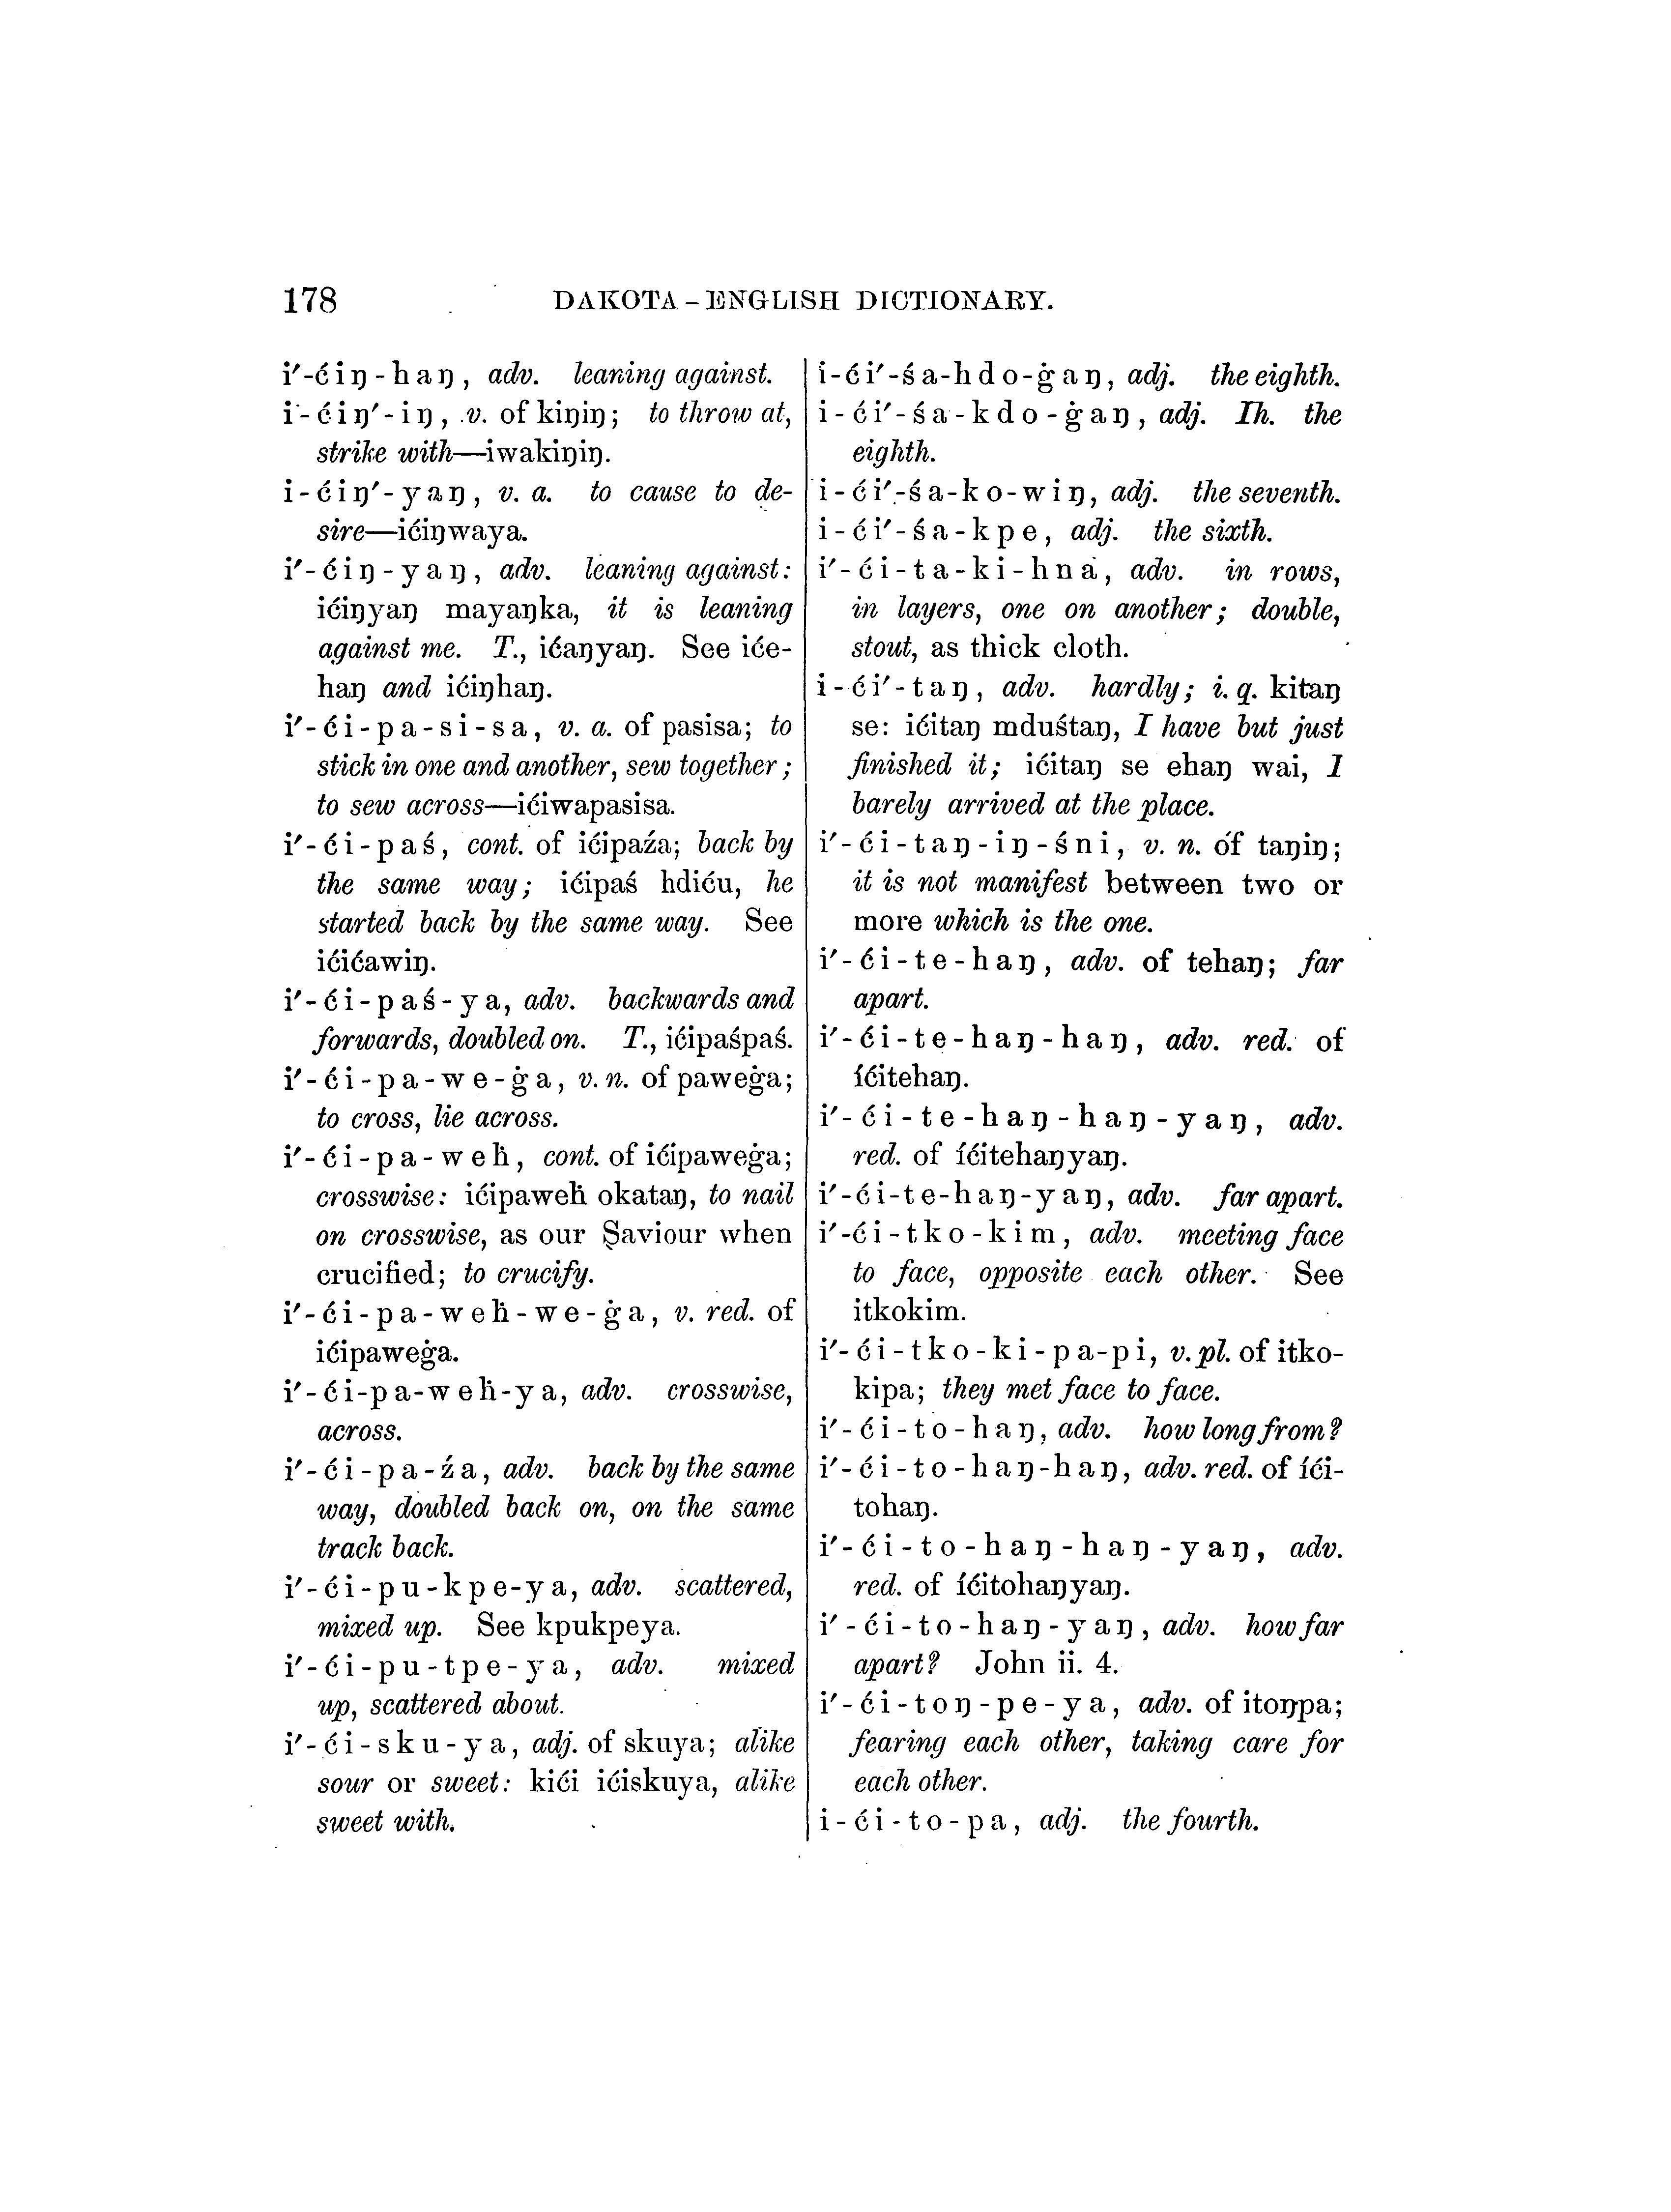 178 DAKOTA-ENGLISH DICTIONARY.
i′-ćiŋ-haŋ, adv. leaning against.
i-ćiŋ′-iŋ, v. of kiŋiŋ; to throw at,
strike with—iwakiŋiŋ.
i-ćiŋ′-yaŋ, v. a. to cause to de-
sire—ićiŋwaya.
i′-ćiŋ-yaŋ, adv. leaning against:
ićiŋyaŋ mayaŋka, it is leaning
against me. T., ićaŋyaŋ. See iće-
haŋ and ićiŋhaŋ.
i′-ći-pa-si-sa, v. a. of pasisa; to
stick in one and another, sew together;
to sew across—ićiwapasisa.
i′-ći-paś, cont. of ićipaźa; back by
the same way; ićipaś hdiću, he
started back by the same way. See
ićićawiŋ.
i′-ći-paś-ya, adv. backwards and
forwards, doubled on. T., ićipaśpaś.
i′-ći-pa-we-ġa, v. n. of paweġa;
to cross, lie across.
i′-ći-pa-weḣ, cont. of ićipaweġa;
crosswise: ićipaweḣ okataŋ, to nail
on crosswise, as our Saviour when
crucified; to crucify.
i′-ći-pa-weḣ-we-ġa, v. red. of
ićipaweġa.
i′-ći-pa-weḣ-ya, adv. crosswise,
across.
i′-ći-pa-źa, adv. back by the same
way, doubled back on, on the same
track back.
i′-ći-pu-kpe-ya, adv. scattered,
mixed up. See kpukpeya.
i′-ći-pu-tpe-ya, adv. mixed
up, scattered about.
i′-ći-sku-ya, adj. of skuya; alike
sour or sweet: kići ićiskuya, alike
sweet with.
i-ći′-śa-hdo-ġaŋ, adj. the eighth.
i-ći′-śa-kdo-ġaŋ, adj. Ih. the
eighth.
i-ći′-śa-ko-wiŋ, adj. the seventh.
i-ći′-śa-kpe, adj. the sixth.
i′-ći-ta-ki-hna, adv. in rows,
in layers, one on another; double,
stout, as thick cloth.
i-ći′-taŋ, adv. hardly; i. q. kitaŋ
se: ićitaŋ mduśtaŋ, I have but just
finished it; ićitaŋ se ehaŋ wai, I
barely arrived at the place.
i′-ći-taŋ-iŋ-śni, v. n. of taŋiŋ;
it is not manifest between two or
more which is the one.
i′-ći-te-haŋ, adv. of tehaŋ; far
apart.
i′-ći-te-haŋ-haŋ, adv. red. of
íćitehaŋ.
i′-ći-te-haŋ-haŋ-yaŋ, adv.
red. of íćitehaŋyaŋ.
i′-ći-te-haŋ-yaŋ, adv. far apart.
i′-ći-tko-kim, adv. meeting face
to face, opposite each other. See
itkokim.
i′-ći-tko-ki-pa-pi, v. pl. of itko-
kipa; they met face to face.
i′-ći-to-haŋ, adv. how long from?
i′-ći-to-haŋ-haŋ, adv. red. of íći-
tohaŋ.
i′-ći-to-haŋ-haŋ-yaŋ, adv.
red. of íćitohaŋyaŋ.
i′-ći-to-haŋ-yaŋ, adv. how far
apart? John ii. 4.
i′-ći-toŋ-pe-ya, adv. of itoŋpa;
fearing each other, taking care for
each other.
i-ći-to-pa, adj. the fourth.